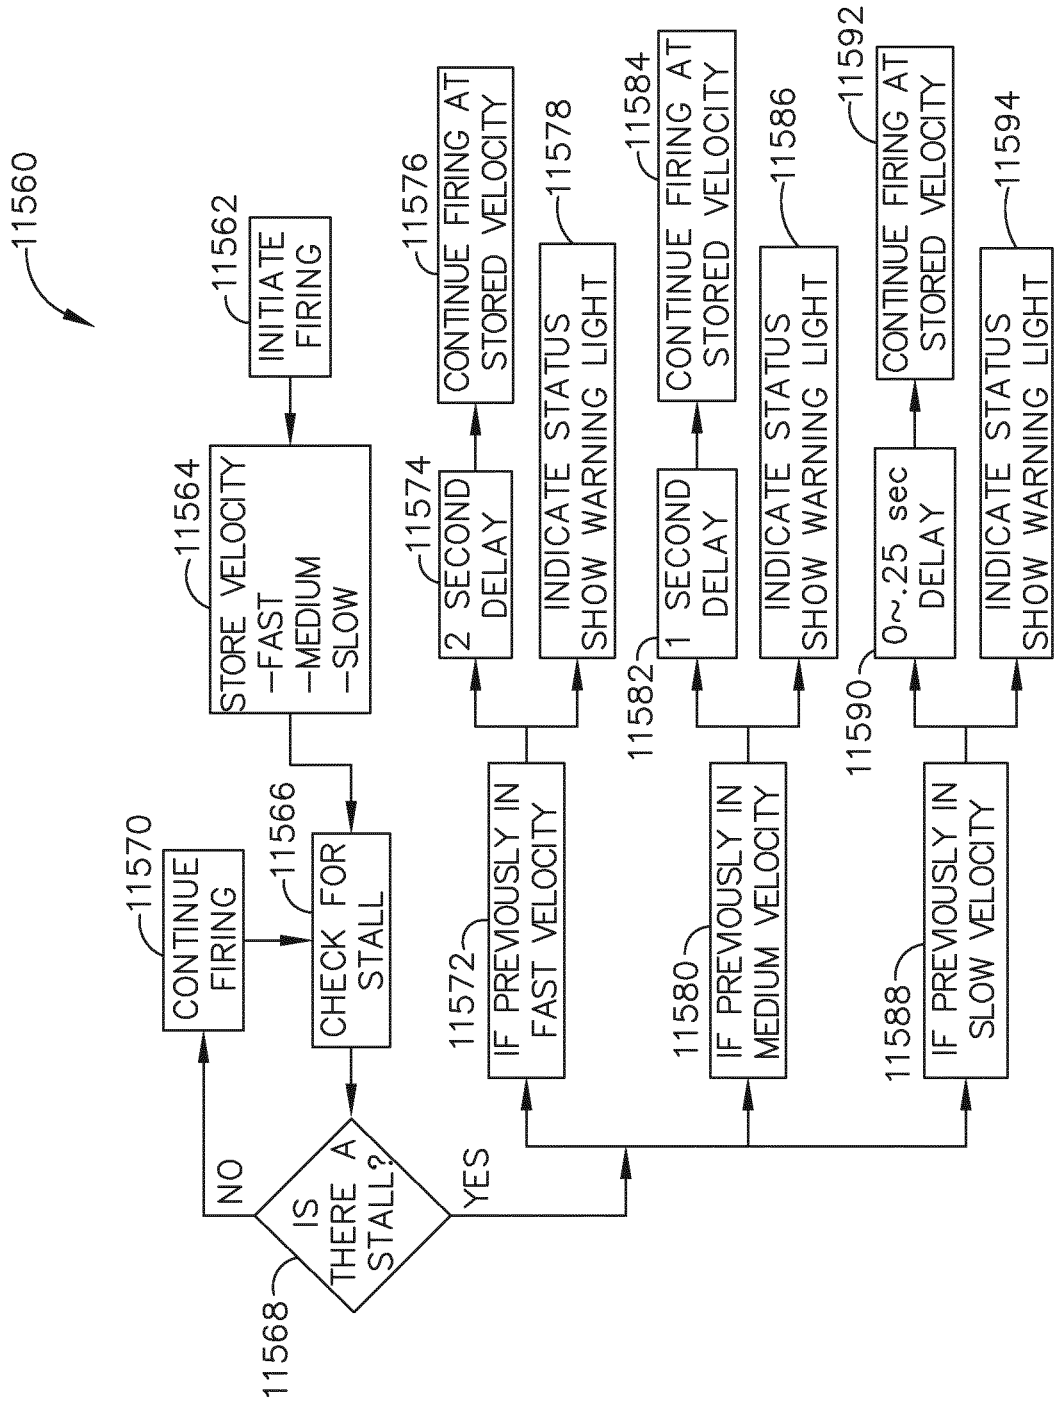 11560
11562
INITIATE
FIRING
11564
STORE VELOCITY
-FAST
-MEDIUM
-SLOW
11566
CHECK FOR
STALL
11570
CONTINUE
FIRING
11568
IS
THERE A
STALL?
NO
YES
11572
IF PREVIOUSLY IN
FAST VELOCITY
11574
2 SECOND
DELAY
11576
CONTINUE FIRING AT
STORED VELOCITY
11578
INDICATE STATUS
SHOW WARNING LIGHT
11580
IF PREVIOUSLY IN
MEDIUM VELOCITY
11582
1 SECOND
DELAY
11584
CONTINUE FIRING AT
STORED VELOCITY
11586
INDICATE STATUS
SHOW WARNING LIGHT
11588
IF PREVIOUSLY IN
SLOW VELOCITY
11590
0~.25 sec
DELAY
11592
CONTINUE FIRING AT
STORED VELOCITY
11594
INDICATE STATUS
SHOW WARNING LIGHT